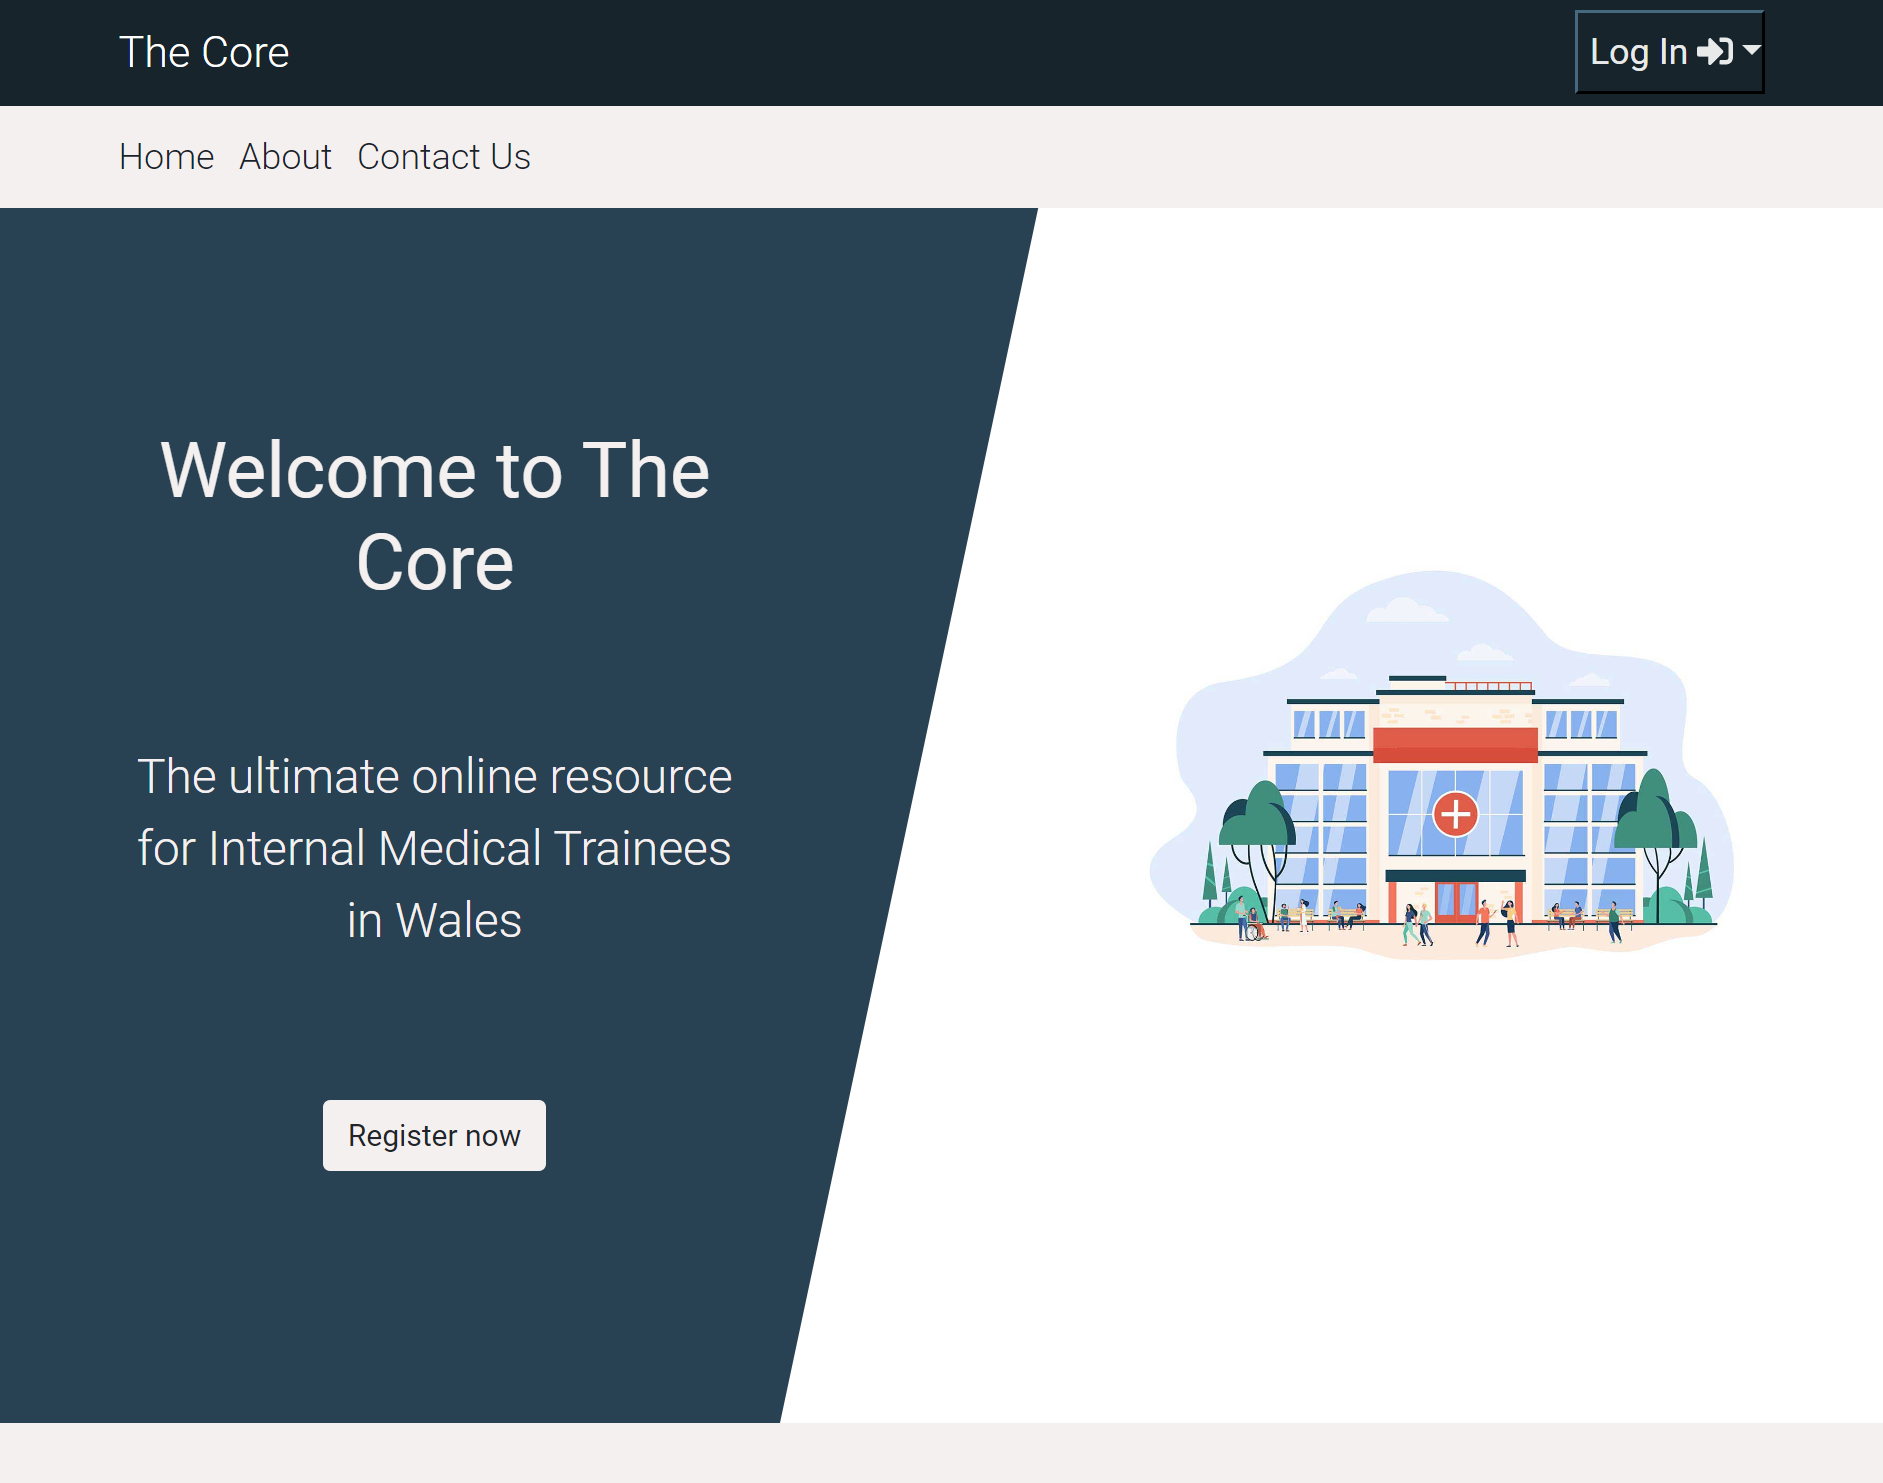 The Core
Log In
Home About Contact Us
Welcome to The
Core
The ultimate online resource
for Internal Medical Trainees
in Wales
Register now